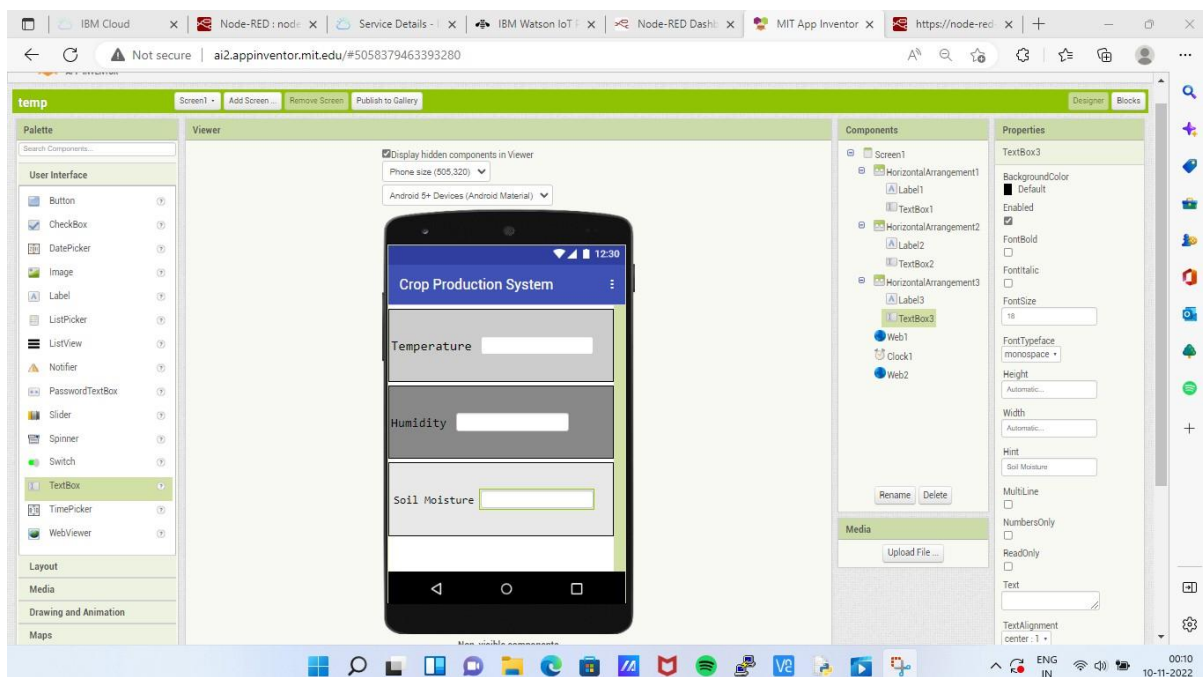 IBM Cloud
Node-RED : node
Service Details - I
IBM Watson IoT P
Node-RED Dashb
MIT App Inventor
https://node-red
Not secure | ai2.appinventor.mit.edu/#5058379463393280
temp
Screen1
Add Screen ...
Remove Screen
Publish to Gallery
Designer
Blocks
Palette
Search Components...
User Interface
Button
CheckBox
DatePicker
Image
Label
ListPicker
ListView
Notifier
PasswordTextBox
Slider
Spinner
Switch
TextBox
TimePicker
WebViewer
Layout
Media
Drawing and Animation
Maps
Viewer
Display hidden components in Viewer
Phone size (505,320)
Android 5+ Devices (Android Material)
12:30
Crop Production System
Temperature
Humidity
Soil Moisture
Components
Screen1
HorizontalArrangement1
Label1
TextBox1
HorizontalArrangement2
Label2
TextBox2
HorizontalArrangement3
Label3
TextBox3
Web1
Clock1
Web2
Rename
Delete
Media
Upload File ...
Properties
TextBox3
BackgroundColor
Default
Enabled
FontBold
FontItalic
FontSize
18
FontTypeface
monospace
Height
Automatic...
Width
Automatic...
Hint
Soil Moisture
MultiLine
NumbersOnly
ReadOnly
Text
TextAlignment
center : 1
ENG
IN
00:10
10-11-2022